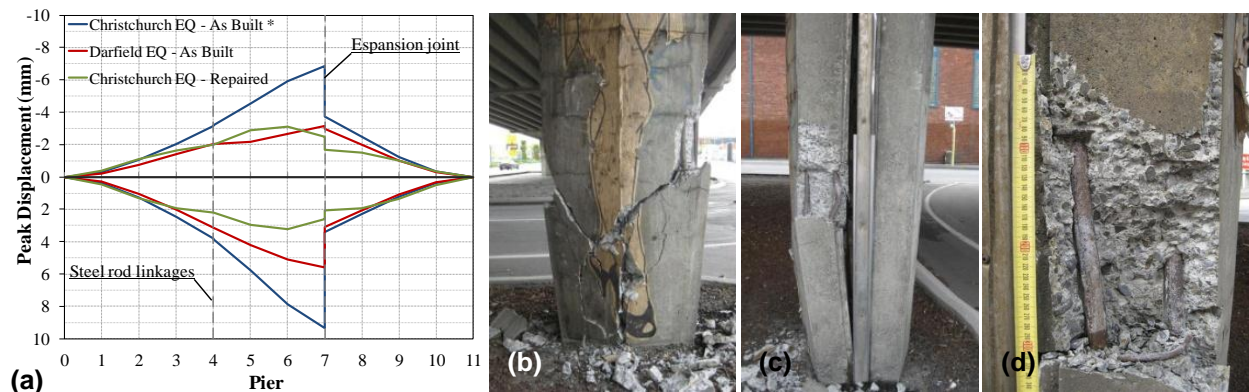 -10
-8
-6
-4
-2
0
2
4
6
8
10
Peak Displacement (mm)
Christchurch EQ - As Built *
Darfield EQ - As Built
Christchurch EQ - Repaired
Espansion joint
Steel rod linkages
0 1 2 3 4 5 6 7 8 9 10 11
Pier
(a)
(b)
(c)
(d)